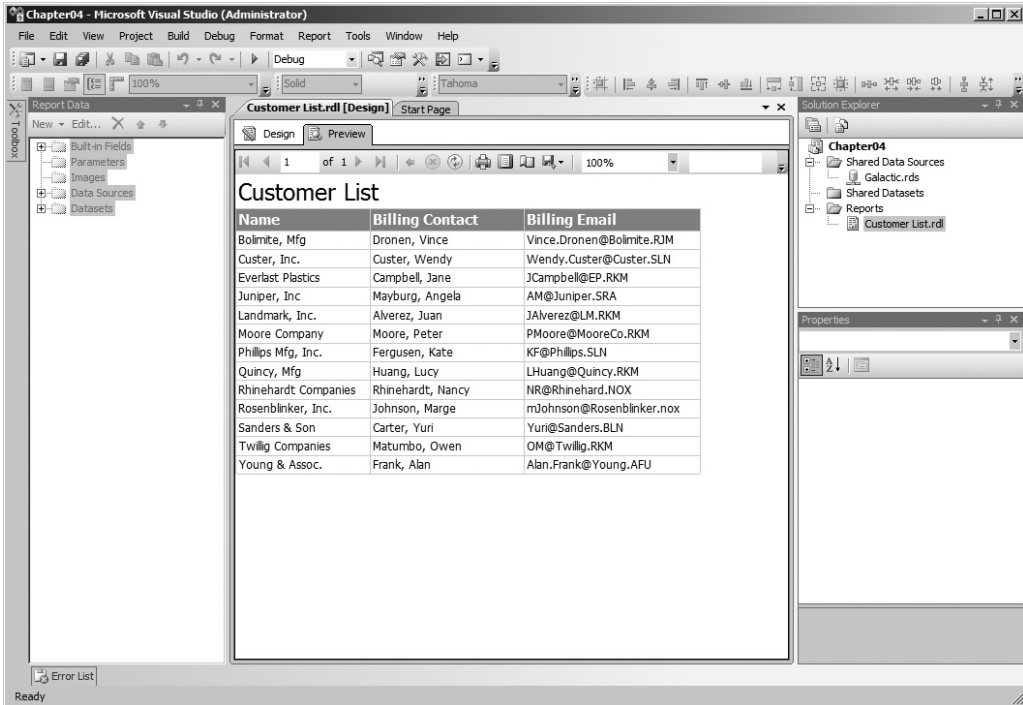 Chapter04 - Microsoft Visual Studio (Administrator)
File Edit View Project Build Debug Format Report Tools Window Help
Debug
100% Solid Tahoma
Toolbox
Report Data
New Edit...
Built-in Fields
Parameters
Images
Data Sources
Datasets
Customer List.rdl [Design] Start Page
Design Preview
1 of 1 100%
Customer List
Name Billing Contact Billing Email
Bolimite, Mfg Dronen, Vince Vince.Dronen@Bolimite.RJM
Custer, Inc. Custer, Wendy Wendy.Custer@Custer.SLN
Everlast Plastics Campbell, Jane JCampbell@EP.RKM
Juniper, Inc Mayburg, Angela AM@Juniper.SRA
Landmark, Inc. Alverez, Juan JAlverez@LM.RKM
Moore Company Moore, Peter PMoore@MooreCo.RKM
Phillips Mfg, Inc. Fergusen, Kate KF@Phillips.SLN
Quincy, Mfg Huang, Lucy LHuang@Quincy.RKM
Rhinehardt Companies Rhinehardt, Nancy NR@Rhinehard.NOX
Rosenblinker, Inc. Johnson, Marge mJohnson@Rosenblinker.nox
Sanders & Son Carter, Yuri Yuri@Sanders.BLN
Twillig Companies Matumbo, Owen OM@Twillig.RKM
Young & Assoc. Frank, Alan Alan.Frank@Young.AFU
Solution Explorer
Chapter04
Shared Data Sources
Galactic.rds
Shared Datasets
Reports
Customer List.rdl
Properties
Error List
Ready